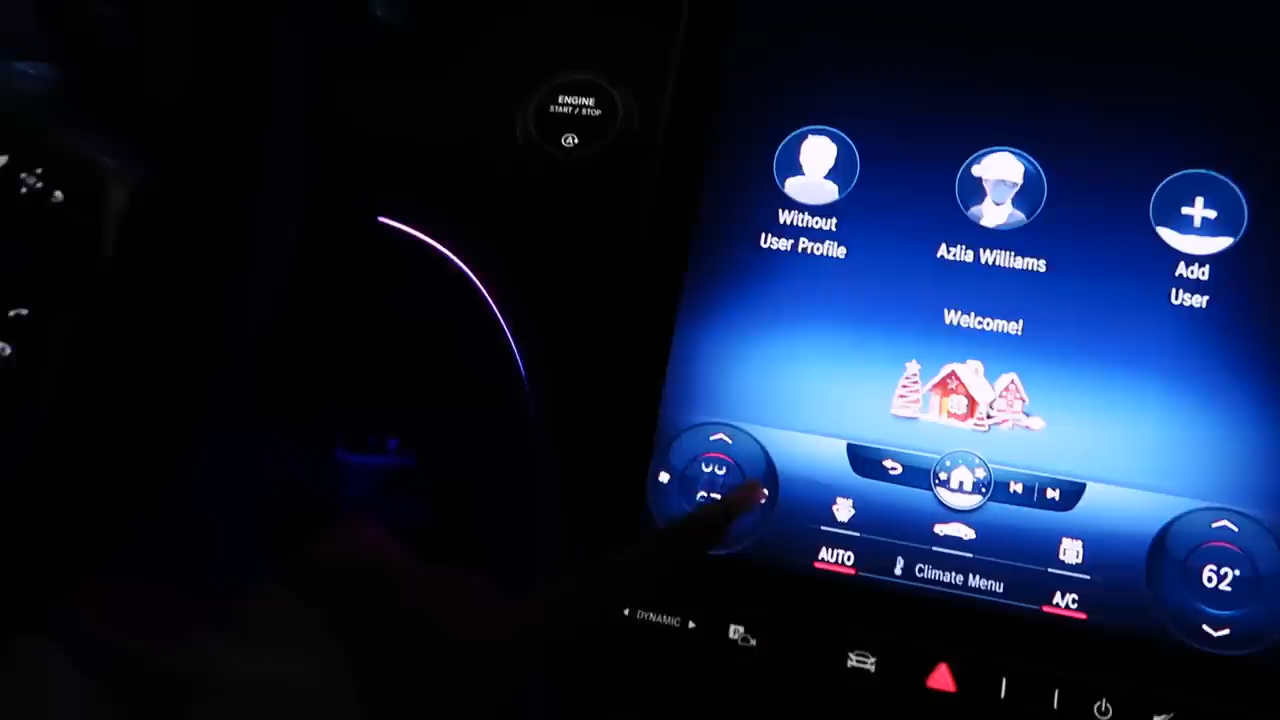 ENGINE
START / STOP
A
Without
User Profile
Azlia Williams
Add
User
Welcome!
AUTO
Climate Menu
A/C
62°
DYNAMIC